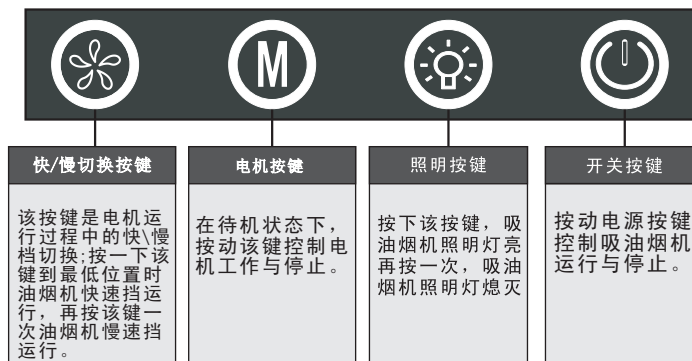 M
快/慢切换按键
该按键是电机运
行过程中的快\慢
档切换;按一下该
键到最低位置时
油烟机快速挡运
行，再按该键一
次油烟机慢速挡
运行。
电机按键
在待机状态下，
按动该键控制电
机工作与停止。
照明按键
按下该按键，吸
油烟机照明灯亮
再按一次，吸油
烟机照明灯熄灭
开关按键
按动电源按键
控制吸油烟机
运行与停止。